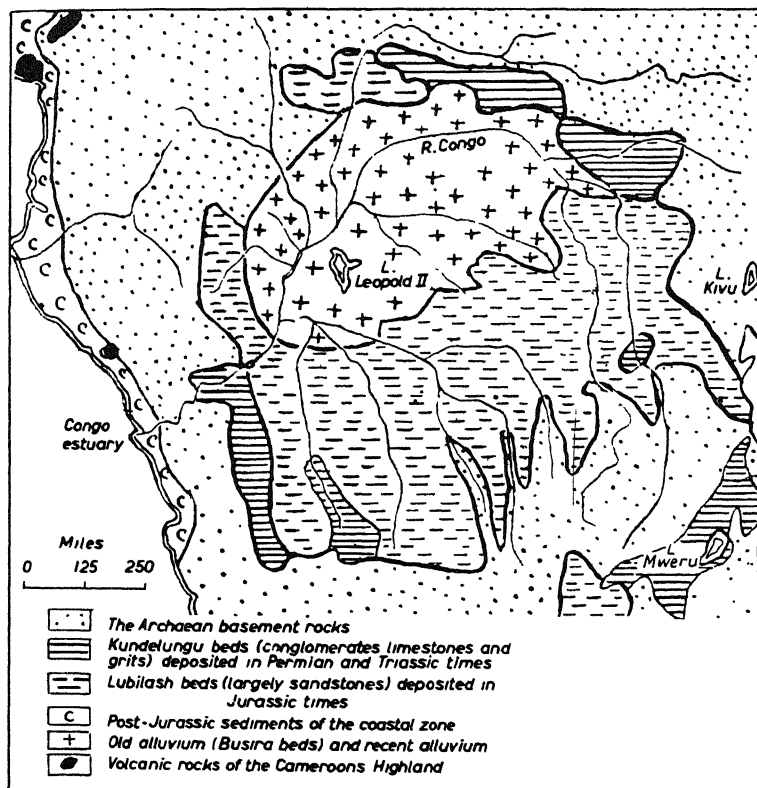 R. Congo
L.
Leopold II
L.
Kivu
Congo
estuary
L
Mweru
Miles
0 125 250
The Archaean basement rocks
Kundelungu beds (conglomerates limestones and
grits) deposited in Permian and Triassic times
Lubilash beds (largely sandstones) deposited in
Jurassic times
C Post-Jurassic sediments of the coastal zone
+ Old alluvium (Busira beds) and recent alluvium
Volcanic rocks of the Cameroons Highland